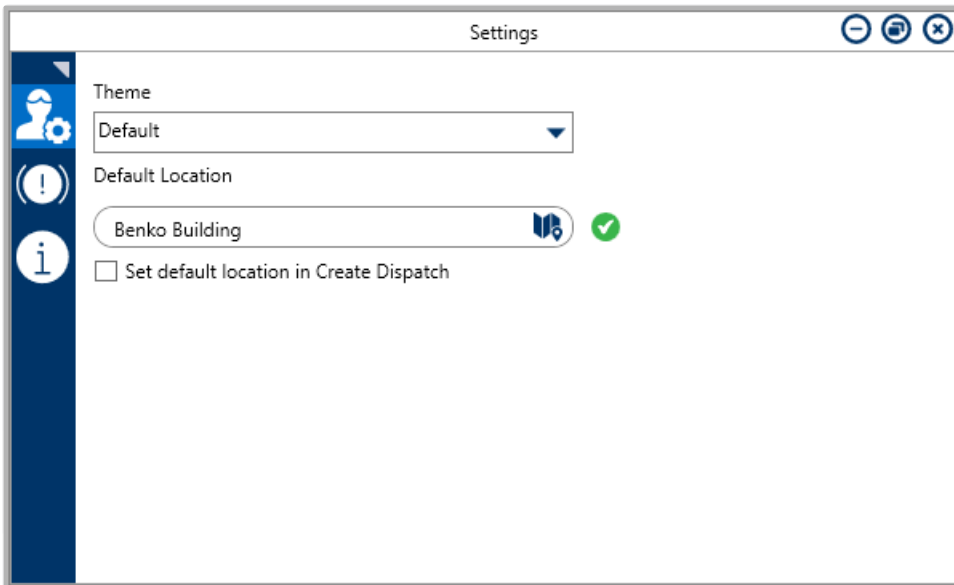 Settings
Theme
Default
Default Location
Benko Building
Set default location in Create Dispatch